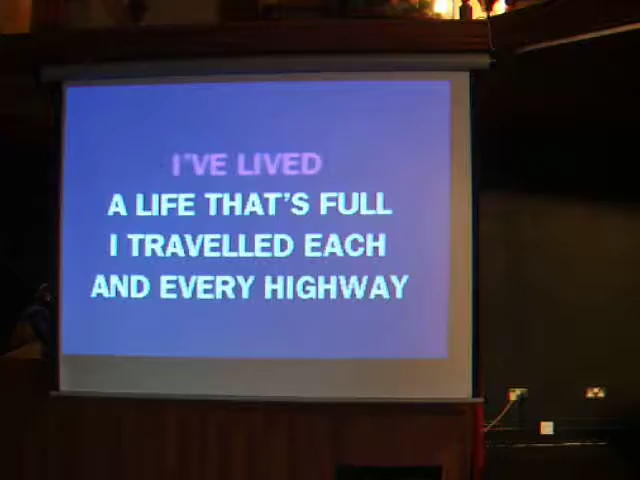 I'VE LIVED
A LIFE THAT'S FULL
I TRAVELLED EACH
AND EVERY HIGHWAY